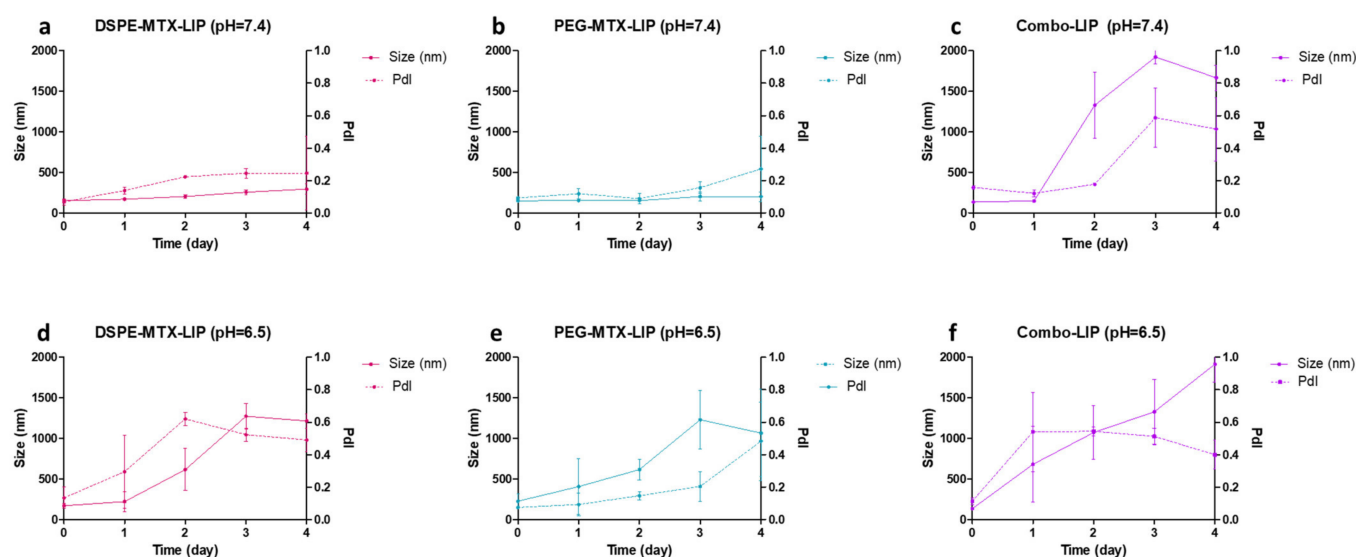 a DSPE-MTX-LIP (pH=7.4)
2000
1500
1000
500
0
Size (nm)
1.0
0.8
0.6
0.4
0.2
0.0
PdI
Size (nm)
PdI
0 1 2 3 4
Time (day)
b PEG-MTX-LIP (pH=7.4)
2000
1500
1000
500
0
Size (nm)
1.0
0.8
0.6
0.4
0.2
0.0
PdI
Size (nm)
PdI
0 1 2 3 4
Time (day)
c Combo-LIP (pH=7.4)
2000
1500
1000
500
0
Size (nm)
1.0
0.8
0.6
0.4
0.2
0.0
PdI
Size (nm)
PdI
0 1 2 3 4
Time (day)
d DSPE-MTX-LIP (pH=6.5)
2000
1500
1000
500
0
Size (nm)
1.0
0.8
0.6
0.4
0.2
0.0
PdI
Size (nm)
PdI
0 1 2 3 4
Time (day)
e PEG-MTX-LIP (pH=6.5)
2000
1500
1000
500
0
Size (nm)
1.0
0.8
0.6
0.4
0.2
0.0
PdI
Size (nm)
PdI
0 1 2 3 4
Time (day)
f Combo-LIP (pH=6.5)
2000
1500
1000
500
0
Size (nm)
1.0
0.8
0.6
0.4
0.2
0.0
PdI
Size (nm)
PdI
0 1 2 3 4
Time (day)